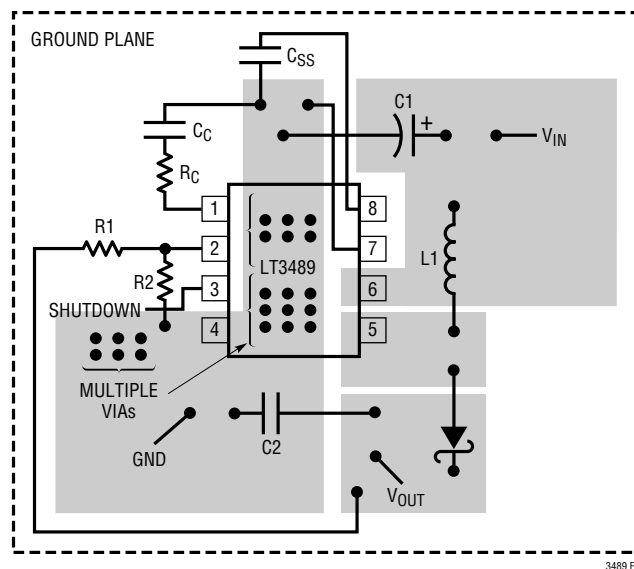 GROUND PLANE
CSS
C1
+
CC
VIN
RC
1
8
R1
2
7
L1
R2
LT3489
3
6
SHUTDOWN
4
5
MULTIPLE
VIAs
C2
GND
VOUT